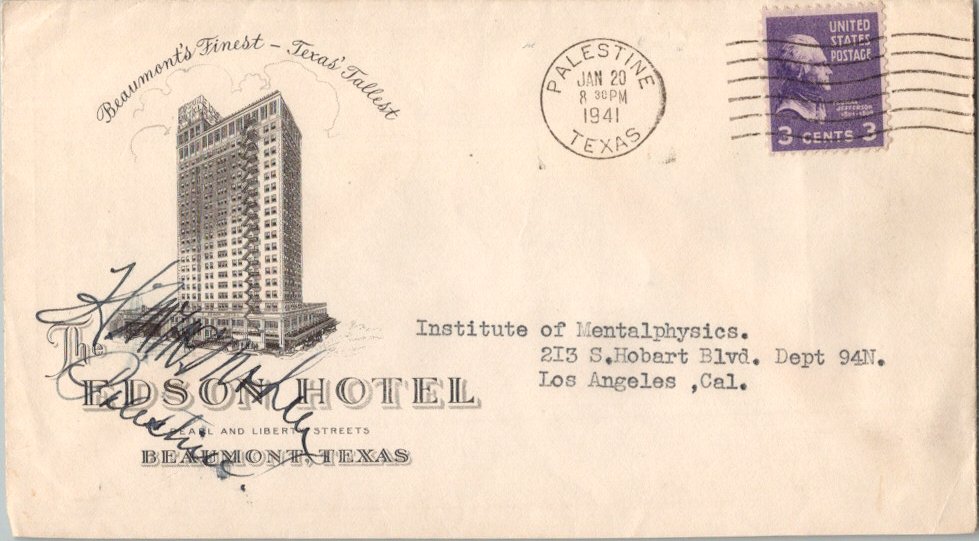 Beaumont's Finest - Texas' Tallest
PALESTINE
JAN 20
8 30 PM
1941
TEXAS
UNITED
STATES
POSTAGE
THOMAS
JEFFERSON
3 CENTS 3
Institute of Mentalphysics.
2I3 S.Hobart Blvd. Dept 94N.
Los Angeles ,Cal.
The
EDSON HOTEL
PEARL AND LIBERTY STREETS
BEAUMONT, TEXAS
Palestine